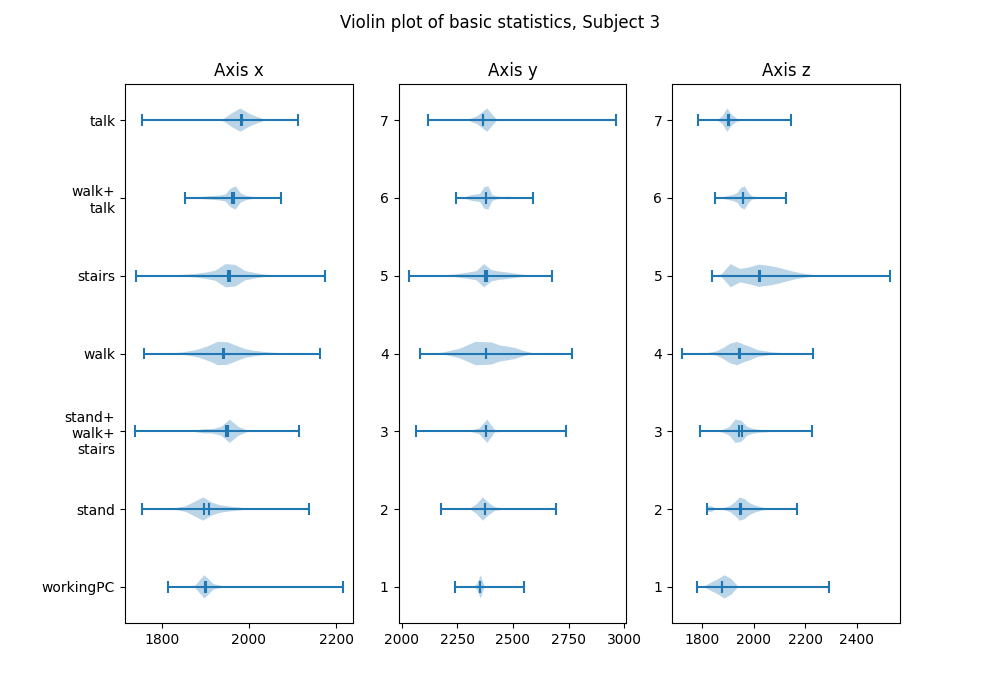 Violin plot of basic statistics, Subject 3
Axis x
talk
walk+
talk
stairs
walk
stand+
walk+
stairs
stand
workingPC
1800 2000 2200
Axis y
7
6
5
4
3
2
1
2000 2250 2500 2750 3000
Axis z
7
6
5
4
3
2
1
1800 2000 2200 2400